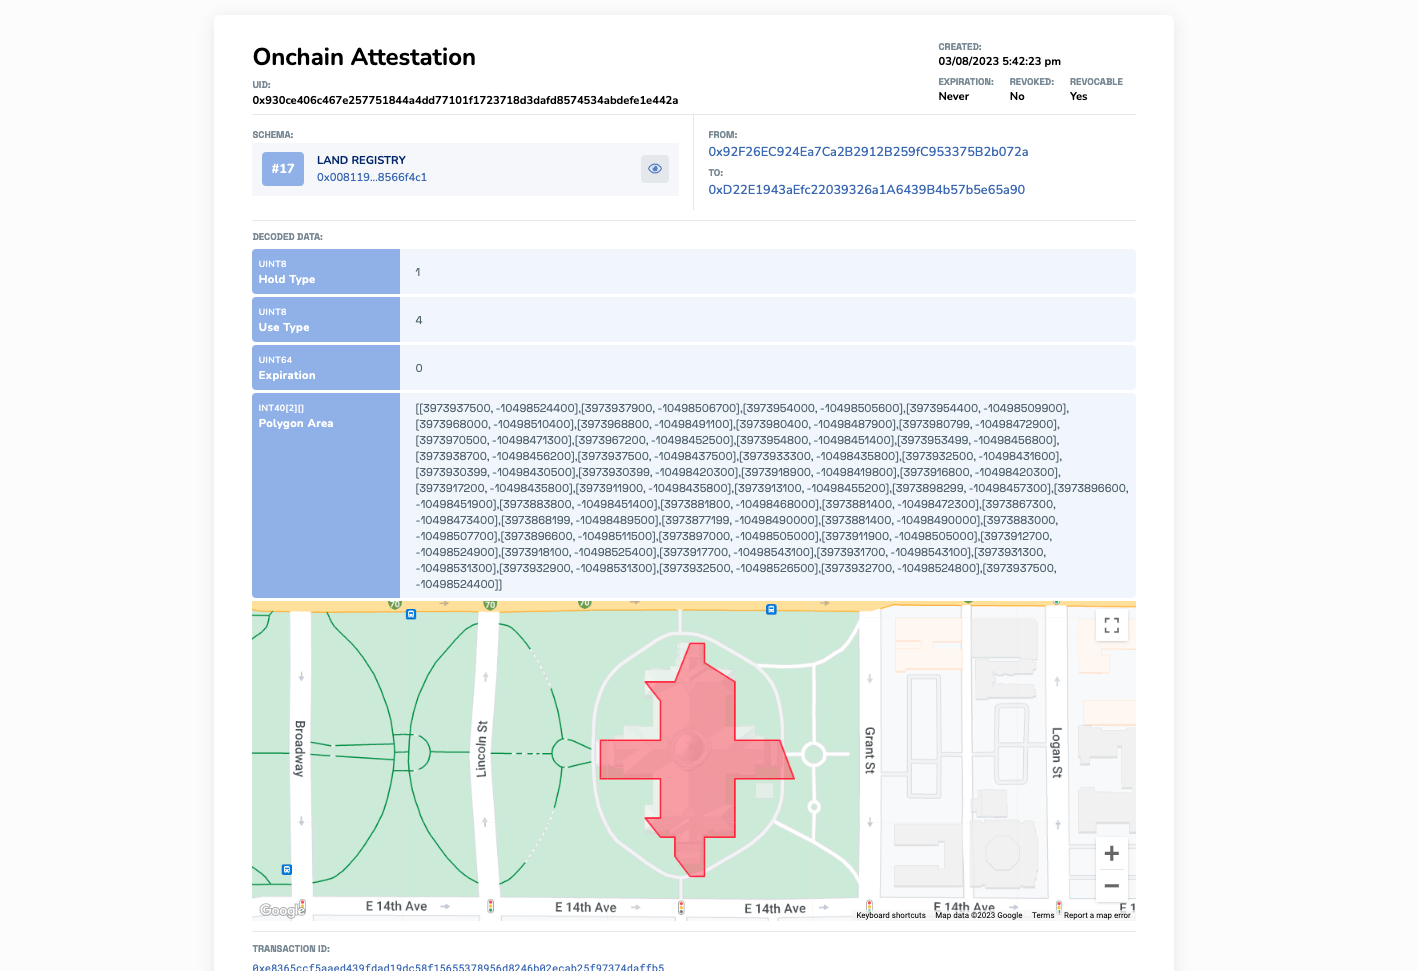 Onchain Attestation
CREATED:
03/08/2023 5:42:23 pm
UID:
0x930ce406c467e257751844a4dd77101f1723718d3dafd8574534abdefe1e442a
EXPIRATION: REVOKED: REVOCABLE
Never No Yes
SCHEMA:
#17
LAND REGISTRY
0x008119...8566f4c1
FROM:
0x92F26EC924Ea7Ca2B2912B259fC953375B2b072a
TO:
0xD22E1943aEfc22039326a1A6439B4b57b5e65a90
DECODED DATA:
UINT8
Hold Type
1
UINT8
Use Type
4
UINT64
Expiration
0
INT40[2][]
Polygon Area
[[3973937500, -10498524400],[3973937900, -10498506700],[3973954000, -10498505600],[3973954400, -10498509900],
[3973968000, -10498510400],[3973968800, -10498491100],[3973980400, -10498487900],[3973980799, -10498472900],
[3973970500, -10498471300],[3973967200, -10498452500],[3973954800, -10498451400],[3973953499, -10498456800],
[3973938700, -10498456200],[3973937500, -10498437500],[3973933300, -10498435800],[3973932500, -10498431600],
[3973930399, -10498430500],[3973930399, -10498420300],[3973918900, -10498419800],[3973916800, -10498420300],
[3973917200, -10498435800],[3973911900, -10498435800],[3973913100, -10498455200],[3973898299, -10498457300],[3973896600,
-10498451900],[3973883800, -10498451400],[3973881800, -10498468000],[3973881400, -10498472300],[3973867300,
-10498473400],[3973868199, -10498489500],[3973877199, -10498490000],[3973881400, -10498490000],[3973883000,
-10498507700],[3973896600, -10498511500],[3973897000, -10498505000],[3973911900, -10498505000],[3973912700,
-10498524900],[3973918100, -10498525400],[3973917700, -10498543100],[3973931700, -10498543100],[3973931300,
-10498531300],[3973932900, -10498531300],[3973932500, -10498526500],[3973932700, -10498524800],[3973937500,
-10498524400]]
70 70 70
Broadway
Lincoln St
Grant St
Logan St
Google
E 14th Ave
E 14th Ave
E 14th Ave
E 14th Ave
E 1
Keyboard shortcuts Map data ©2023 Google Terms Report a map error
TRANSACTION ID:
0xe8365ccf5aaed439fdad19dc58f15655378956d8246b02ecab25f97374daffb5